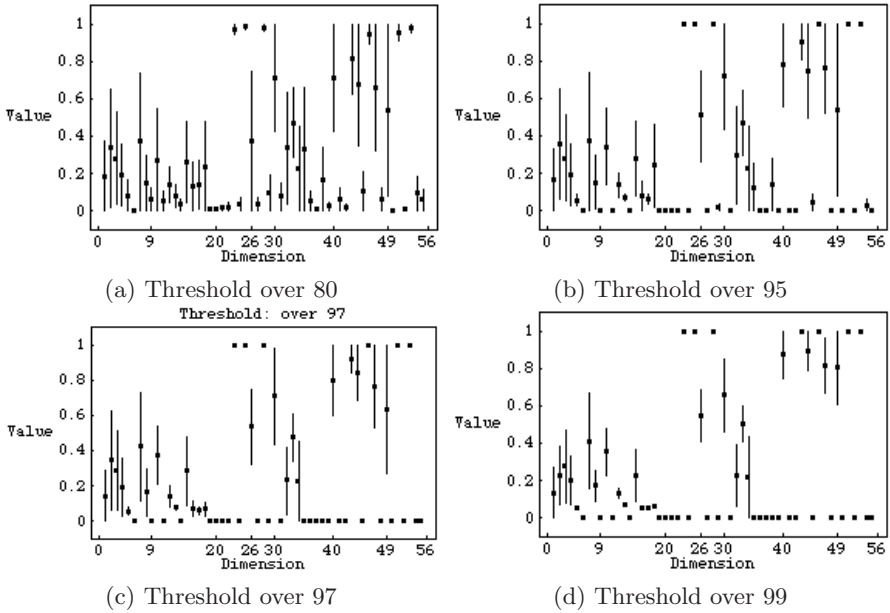 1
0.8
0.6
Value
0.4
0.2
0
0 9 20 26 30 40 49 56
Dimension
(a) Threshold over 80
1
0.8
0.6
Value
0.4
0.2
0
0 9 20 26 30 40 49 56
Dimension
(b) Threshold over 95
Threshold: over 97
1
0.8
0.6
Value
0.4
0.2
0
0 9 20 26 30 40 49 56
Dimension
(c) Threshold over 97
1
0.8
0.6
Value
0.4
0.2
0
0 9 20 26 30 40 49 56
Dimension
(d) Threshold over 99